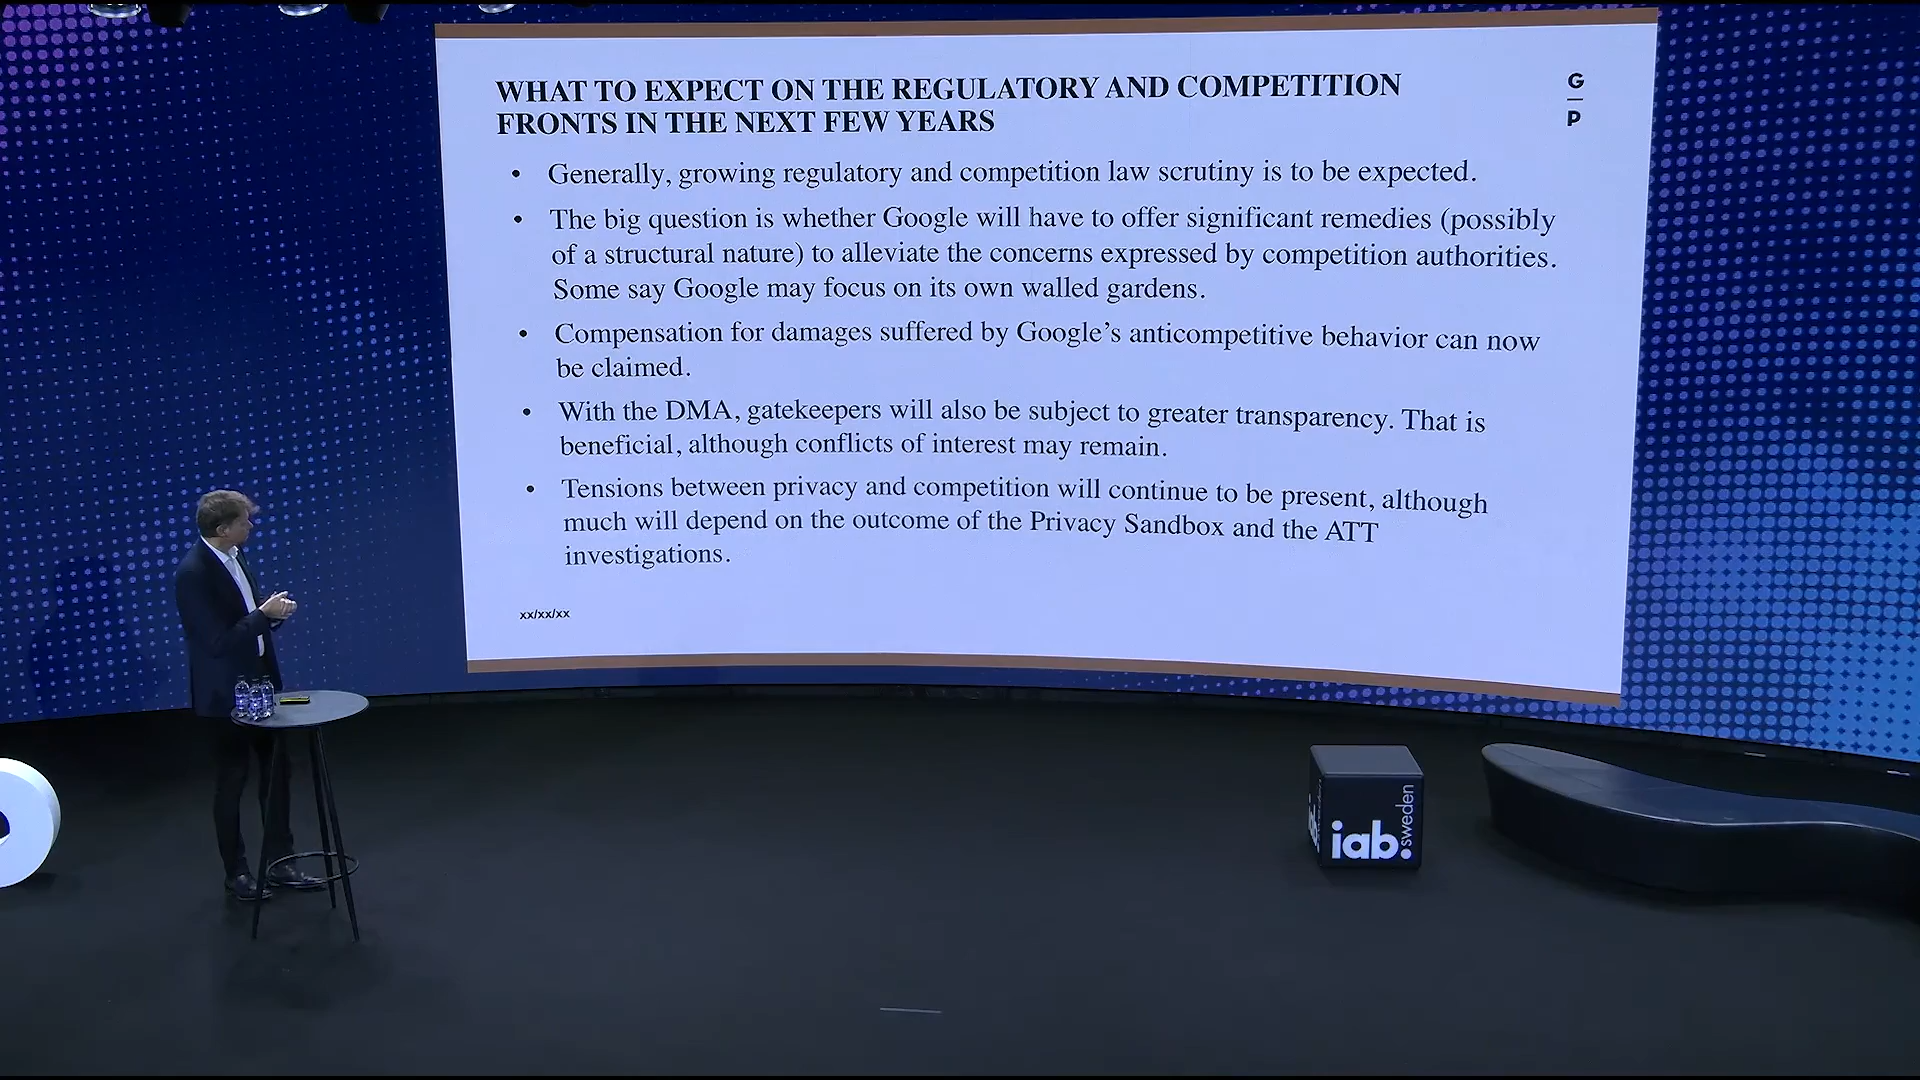 WHAT TO EXPECT ON THE REGULATORY AND COMPETITION
FRONTS IN THE NEXT FEW YEARS
G
P
• Generally, growing regulatory and competition law scrutiny is to be expected.
• The big question is whether Google will have to offer significant remedies (possibly
of a structural nature) to alleviate the concerns expressed by competition authorities.
Some say Google may focus on its own walled gardens.
• Compensation for damages suffered by Google’s anticompetitive behavior can now
be claimed.
• With the DMA, gatekeepers will also be subject to greater transparency. That is
beneficial, although conflicts of interest may remain.
• Tensions between privacy and competition will continue to be present, although
much will depend on the outcome of the Privacy Sandbox and the ATT
investigations.
xx/xx/xx
iab.
sweden